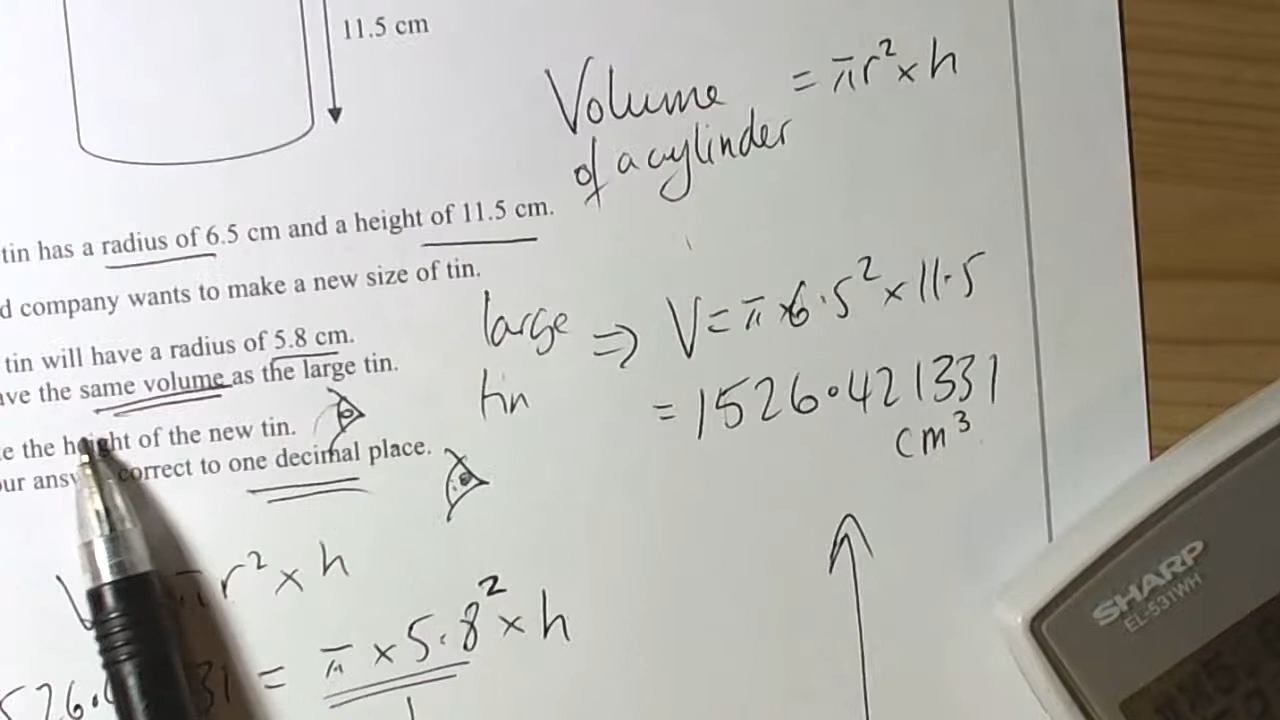 11.5 cm
Volume = πr² × h
of a cylinder
tin has a radius of 6.5 cm and a height of 11.5 cm.
company wants to make a new size of tin.
tin will have a radius of 5.8 cm.
the same volume as the large tin.
the height of the new tin.
correct to one decimal place.
large ⇒ V = π × 6.5² × 11.5
tin = 1526.421331
cm³
r² × h
= π × 5.8² × h
SHARP
EL-531WH